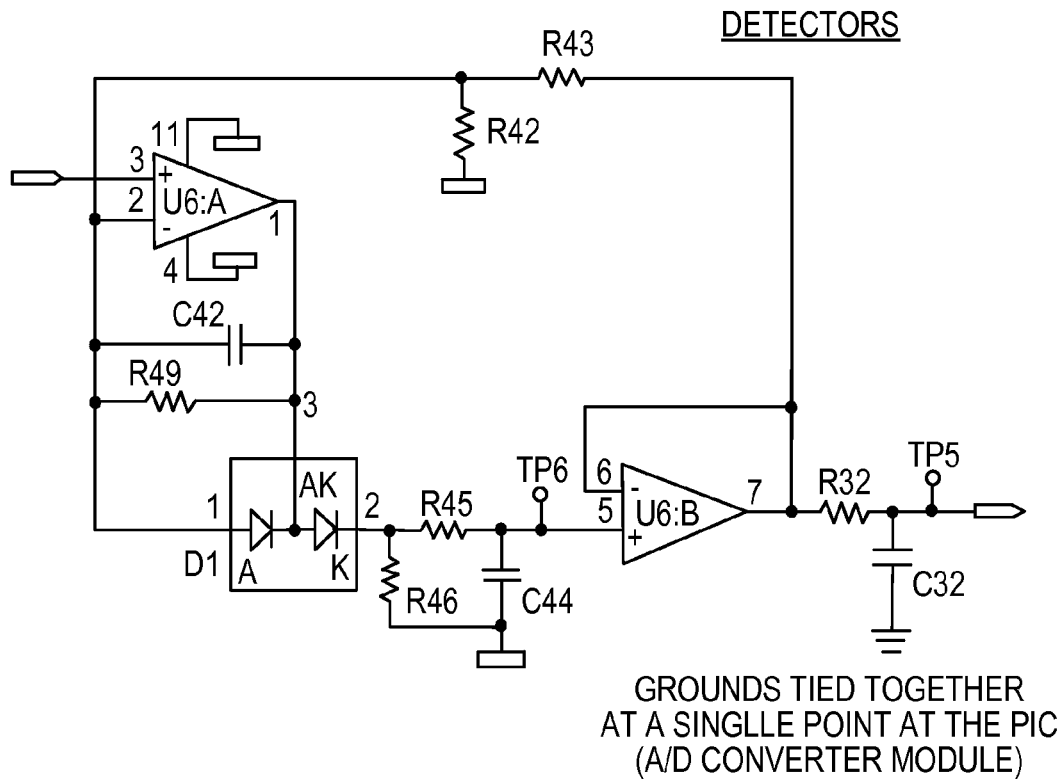 DETECTORS
R43
R42
11
3
+
U6:A
2
-
1
4
C42
R49
3
AK
1
2
D1
A
K
R45
TP6
R46
C44
6
-
5
+
U6:B
7
R32
TP5
C32
GROUNDS TIED TOGETHER
AT A SINGLLE POINT AT THE PIC
(A/D CONVERTER MODULE)